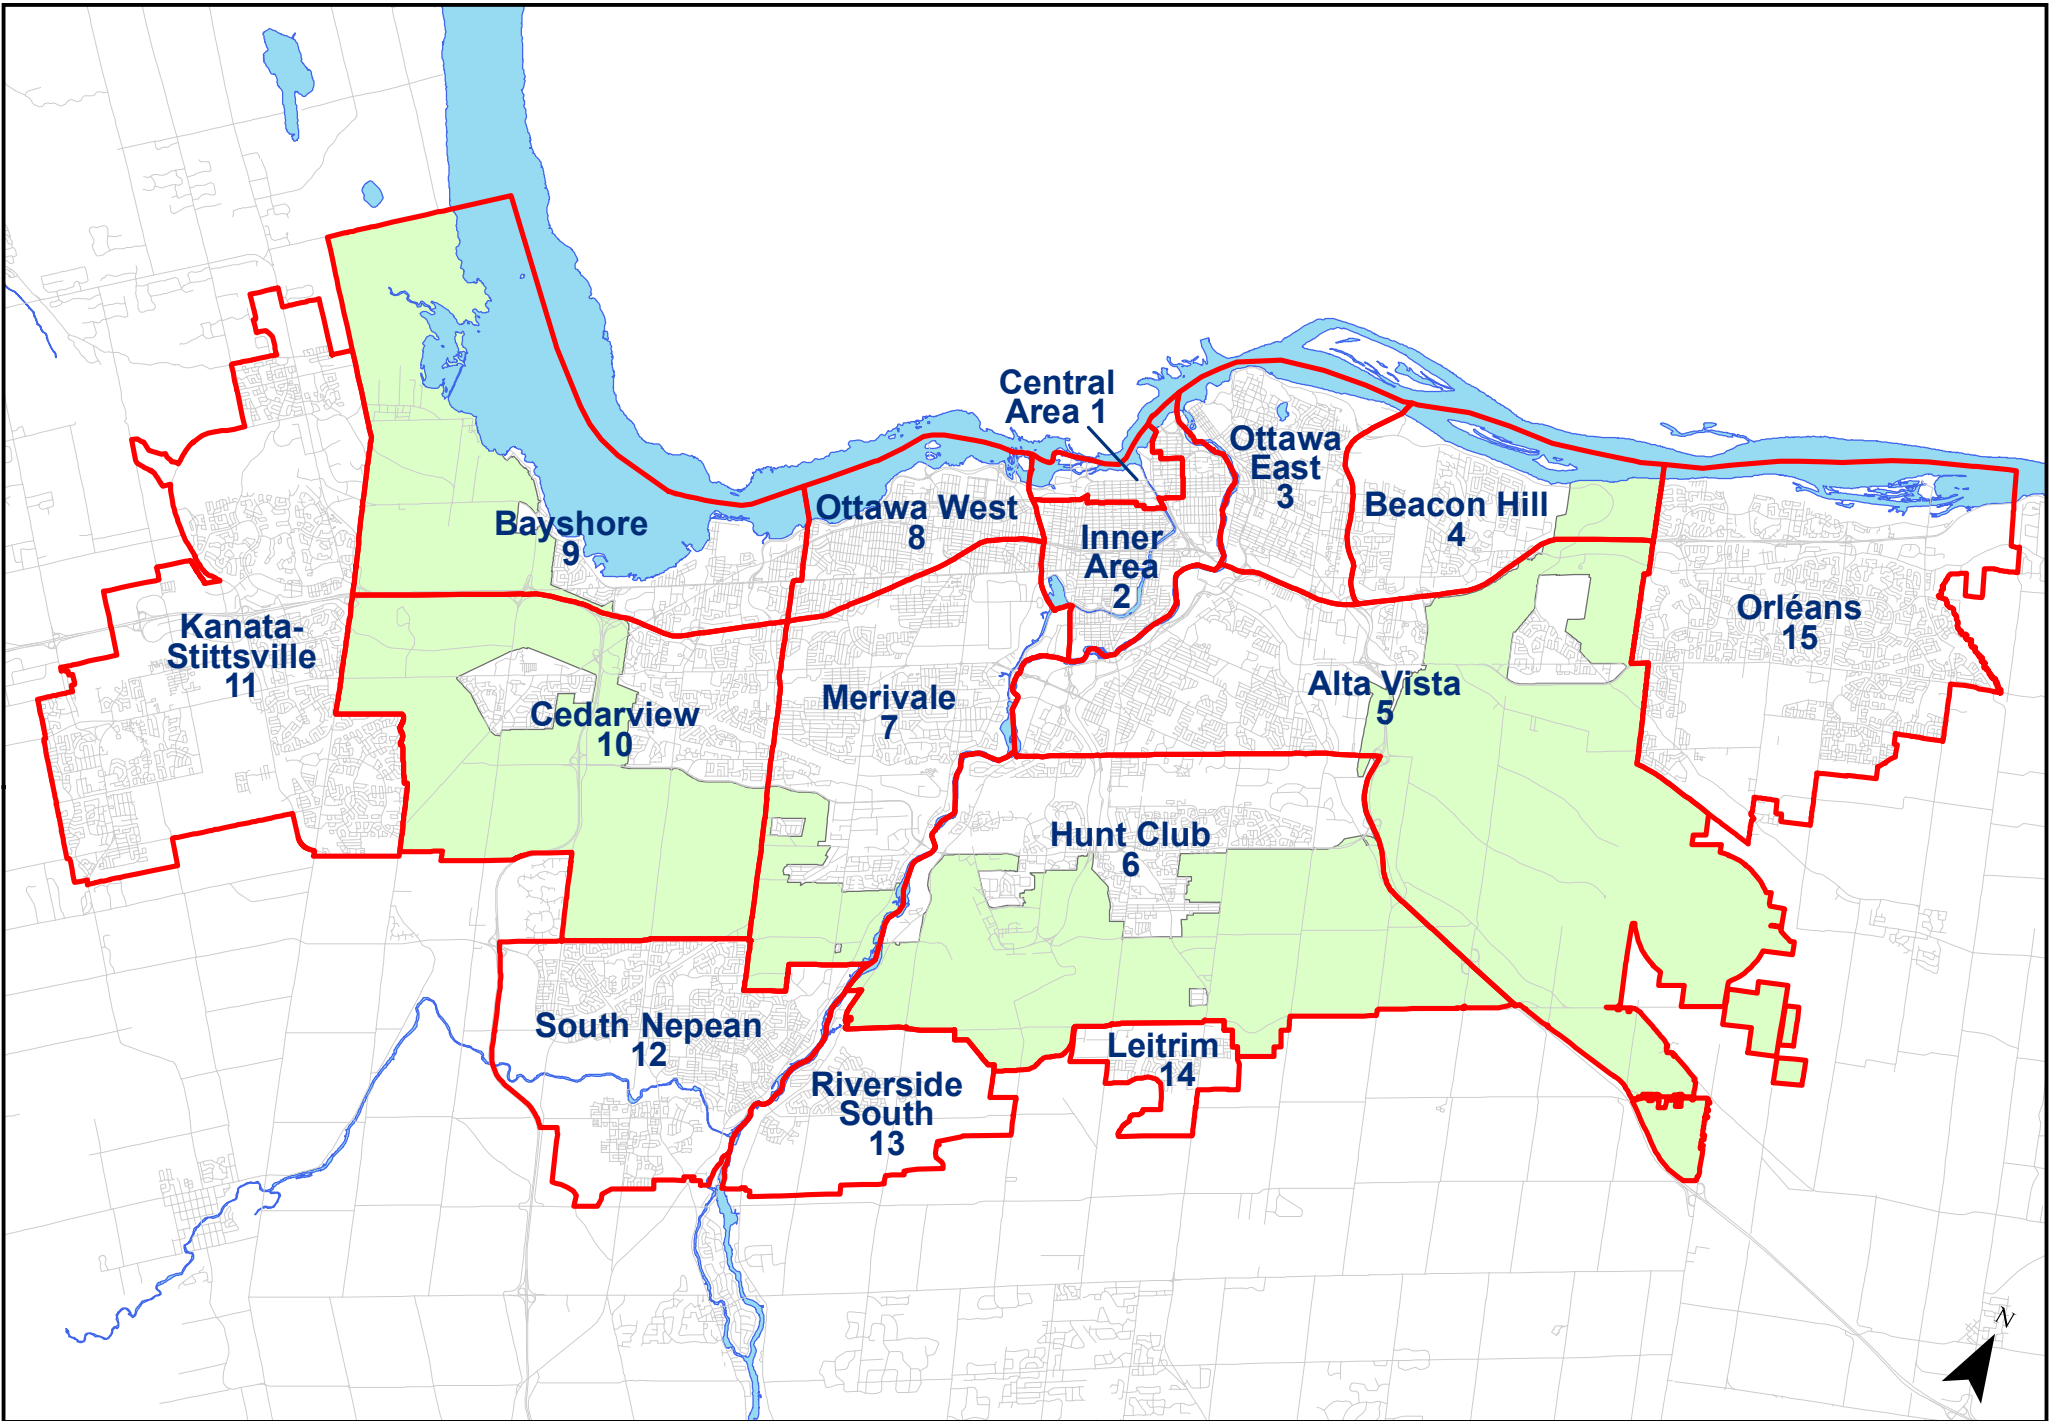 Central
Area 1
Ottawa
East
3
Ottawa West
8
Beacon Hill
4
Bayshore
9
Inner
Area
2
Kanata-
Stittsville
11
Orléans
15
Cedarview
10
Merivale
7
Alta Vista
5
Hunt Club
6
South Nepean
12
Leitrim
14
Riverside
South
13
N